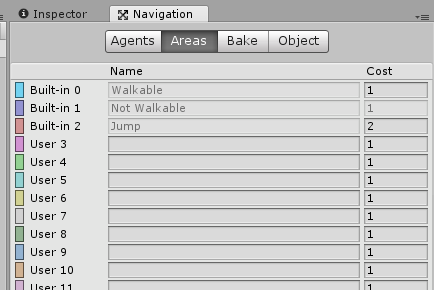 Inspector Navigation
Agents Areas Bake Object
Name Cost
Built-in 0 Walkable 1
Built-in 1 Not Walkable 1
Built-in 2 Jump 2
User 3 1
User 4 1
User 5 1
User 6 1
User 7 1
User 8 1
User 9 1
User 10 1
User 11 1